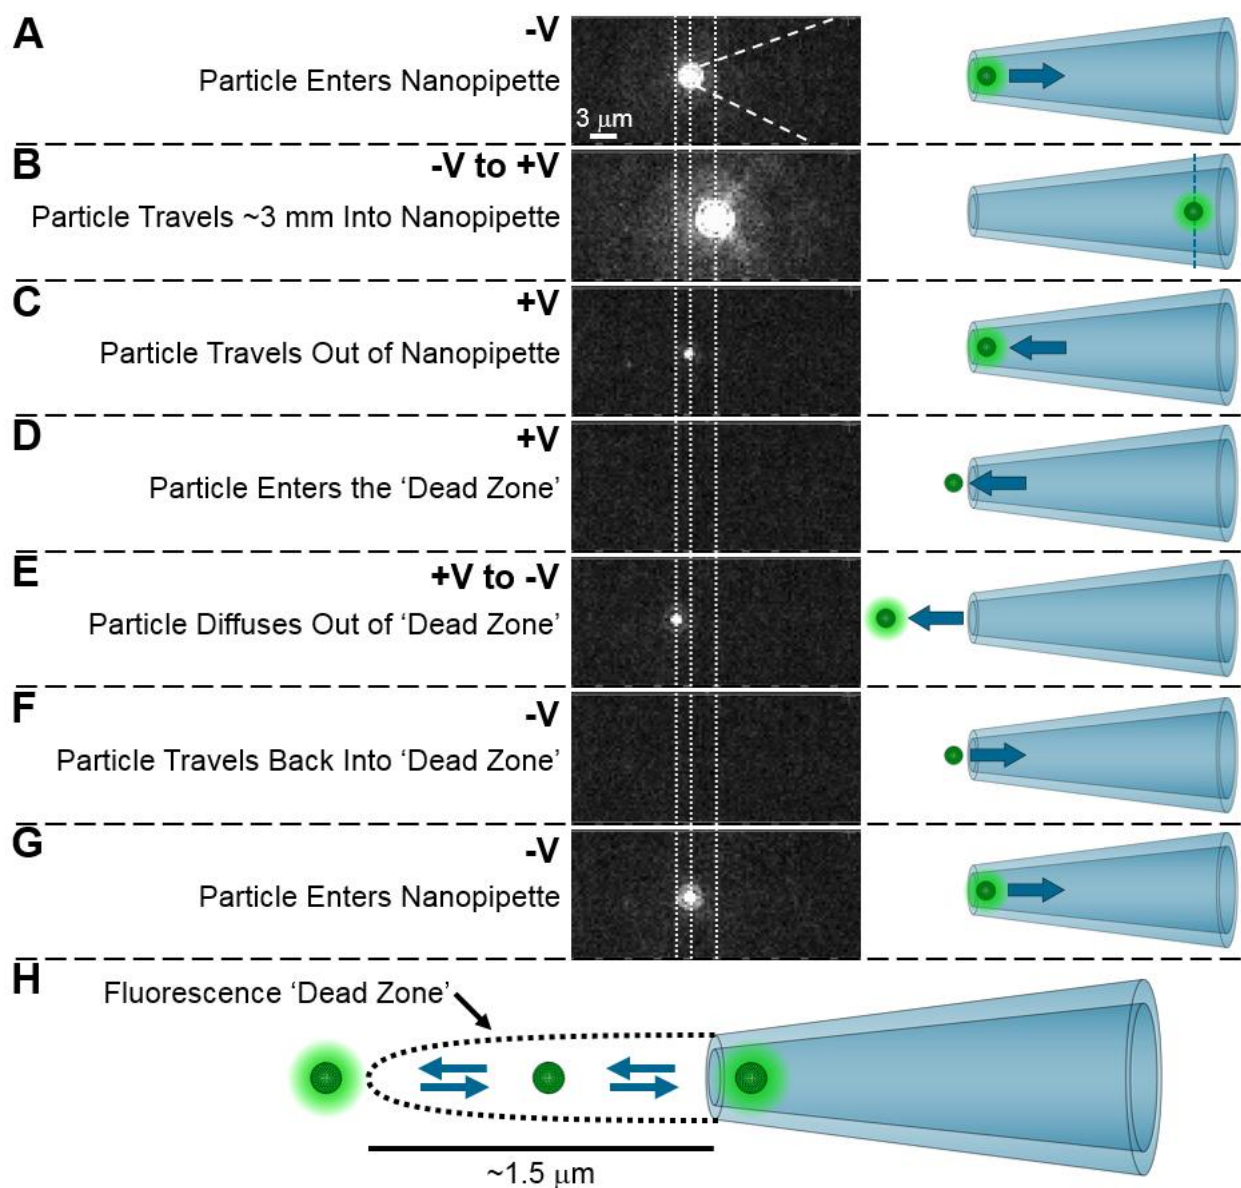 A
-V
Particle Enters Nanopipette
3 μm
B
-V to +V
Particle Travels ~3 mm Into Nanopipette
C
+V
Particle Travels Out of Nanopipette
D
+V
Particle Enters the ‘Dead Zone’
E
+V to -V
Particle Diffuses Out of ‘Dead Zone’
F
-V
Particle Travels Back Into ‘Dead Zone’
G
-V
Particle Enters Nanopipette
H
Fluorescence ‘Dead Zone’
~1.5 μm